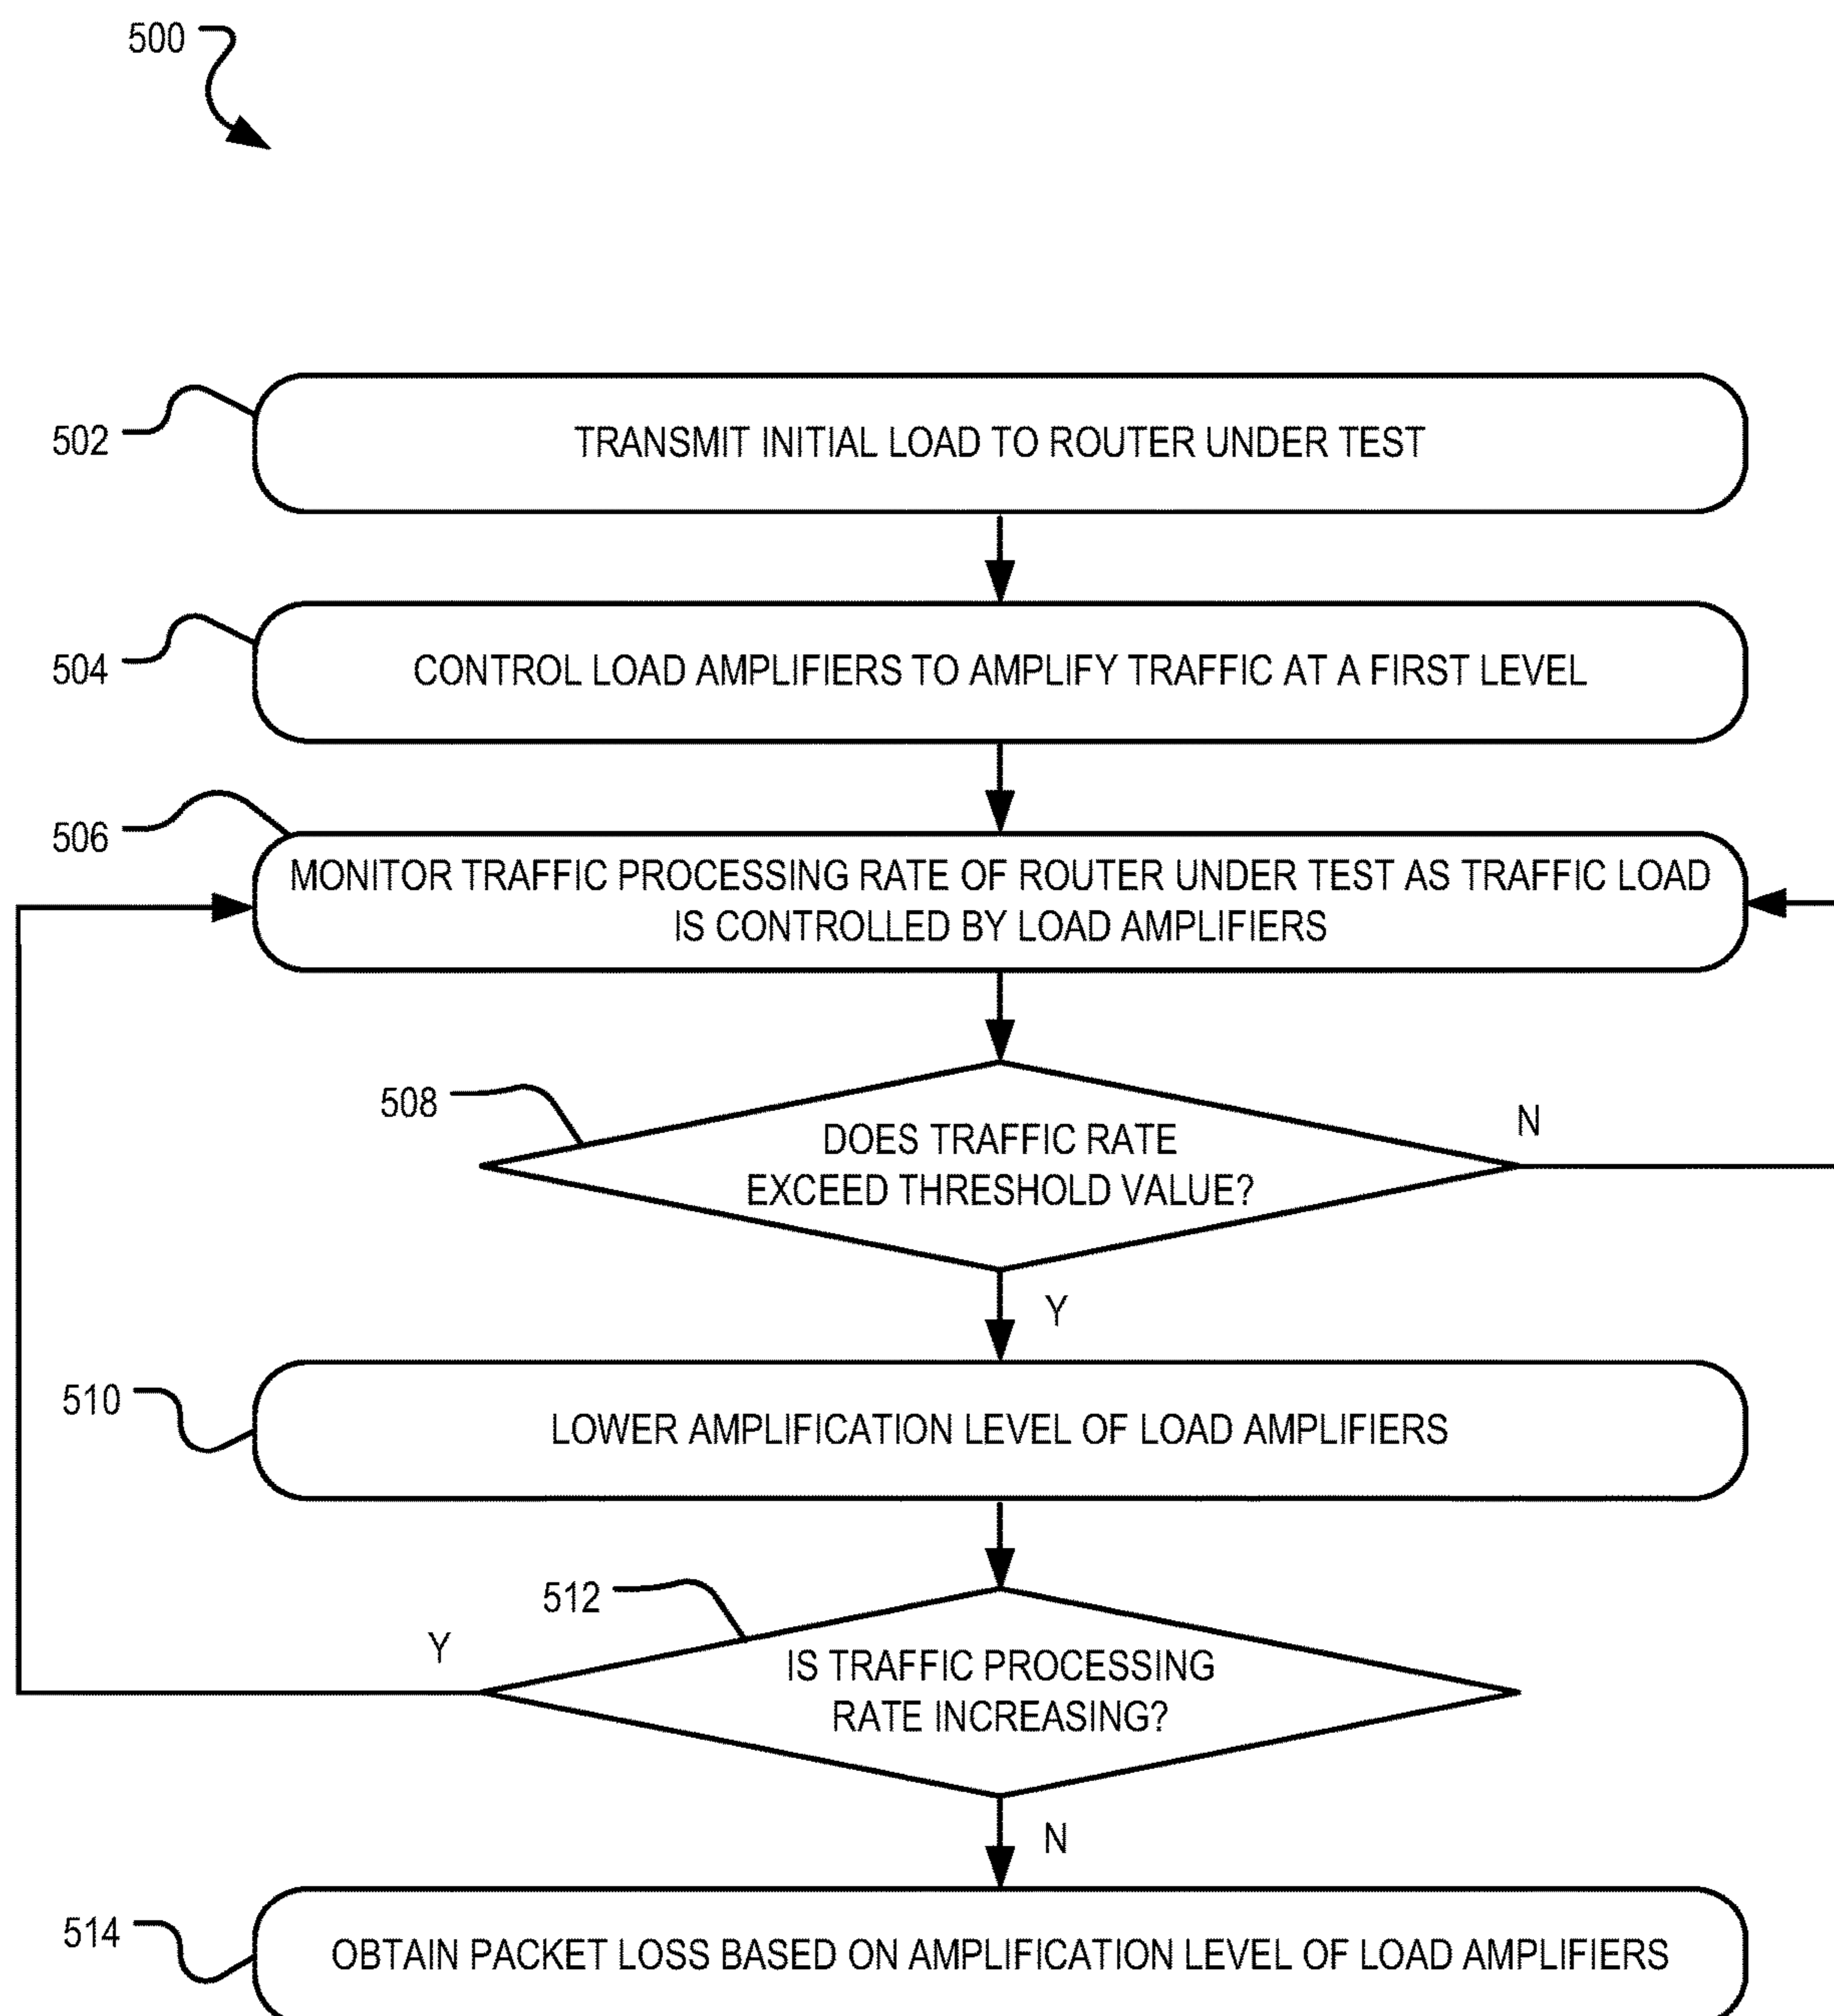 500
502
TRANSMIT INITIAL LOAD TO ROUTER UNDER TEST
504
CONTROL LOAD AMPLIFIERS TO AMPLIFY TRAFFIC AT A FIRST LEVEL
506
MONITOR TRAFFIC PROCESSING RATE OF ROUTER UNDER TEST AS TRAFFIC LOAD
IS CONTROLLED BY LOAD AMPLIFIERS
508
DOES TRAFFIC RATE
EXCEED THRESHOLD VALUE?
N
Y
510
LOWER AMPLIFICATION LEVEL OF LOAD AMPLIFIERS
512
Y
IS TRAFFIC PROCESSING
RATE INCREASING?
N
514
OBTAIN PACKET LOSS BASED ON AMPLIFICATION LEVEL OF LOAD AMPLIFIERS